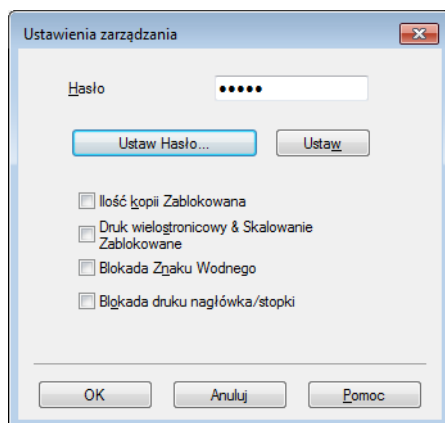 Ustawienia zarządzania
Hasło •••••
Ustaw Hasło... Ustaw
Ilość kopii Zablokowana
Druk wielostronicowy & Skalowanie
Zablokowane
Blokada Znaku Wodnego
Blokada druku nagłówka/stopki
OK Anuluj Pomoc